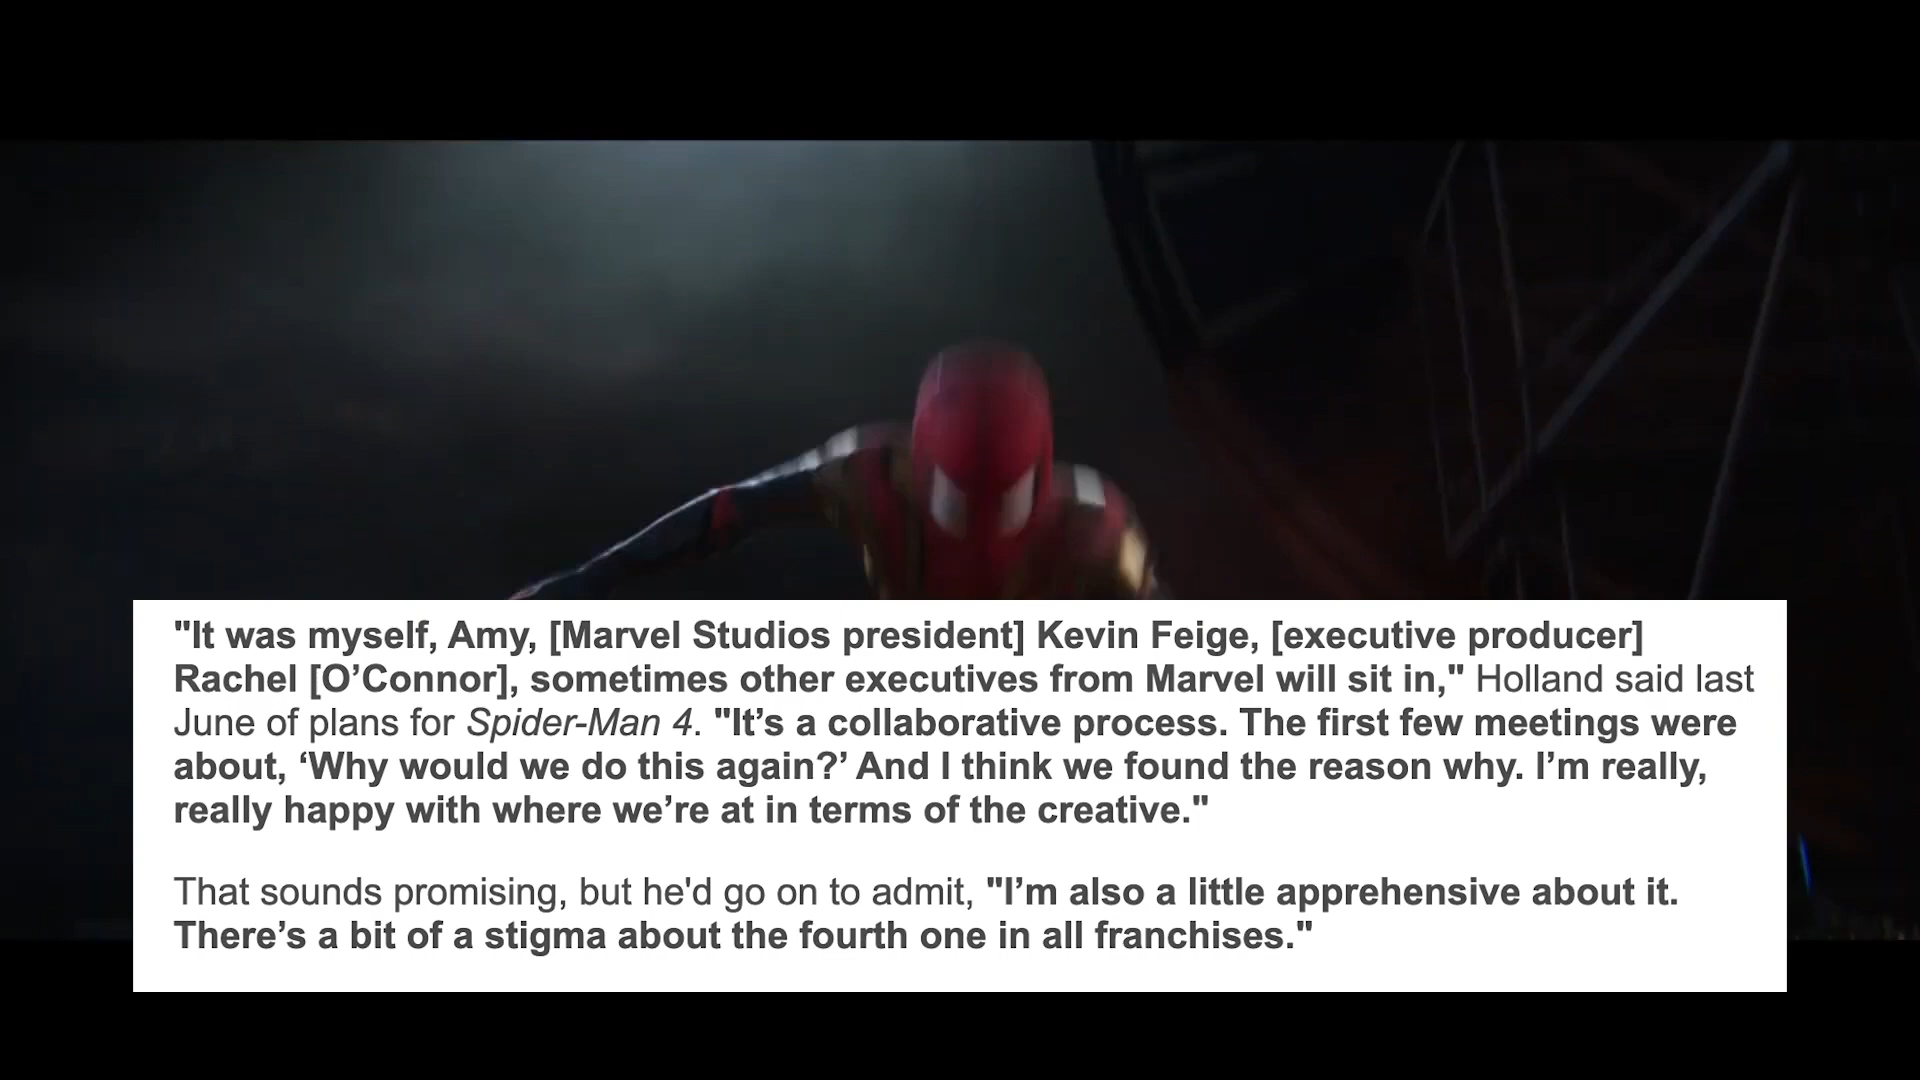 "It was myself, Amy, [Marvel Studios president] Kevin Feige, [executive producer]
Rachel [O’Connor], sometimes other executives from Marvel will sit in," Holland said last
June of plans for Spider-Man 4. "It’s a collaborative process. The first few meetings were
about, ‘Why would we do this again?’ And I think we found the reason why. I’m really,
really happy with where we’re at in terms of the creative."
That sounds promising, but he'd go on to admit, "I’m also a little apprehensive about it.
There’s a bit of a stigma about the fourth one in all franchises."